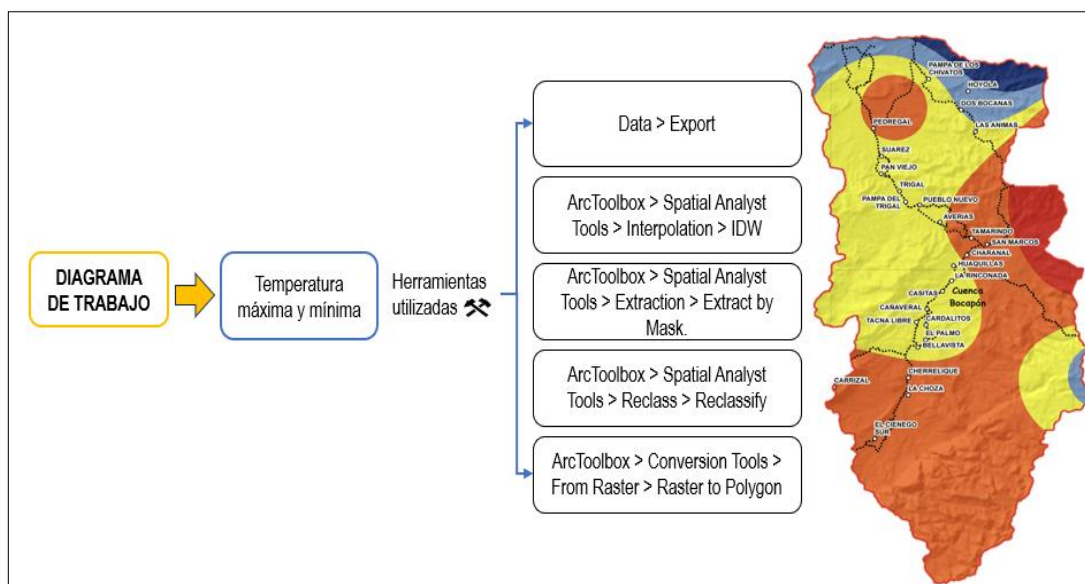 DIAGRAMA
DE TRABAJO
Temperatura
máxima y mínima
Herramientas
utilizadas
Data > Export
ArcToolbox > Spatial Analyst
Tools > Interpolation > IDW
ArcToolbox > Spatial Analyst
Tools > Extraction > Extract by
Mask.
ArcToolbox > Spatial Analyst
Tools > Reclass > Reclassify
ArcToolbox > Conversion Tools >
From Raster > Raster to Polygon
PAMPA DE LOS
CHIVATOS
HOYOLA
DOS BOCANAS
LAS ANIMAS
PEDREGAL
SUAREZ
PAN VIEJO
TRIGAL
PAMPA DEL
TRIGAL
PUEBLO NUEVO
AVERIAS
TAMARINDO
SAN MARCOS
CHARANAL
HUAQUILLAS
LA RINCONADA
CASITAS
Cuenca
Bocapón
CAÑAVERAL
TACNA LIBRE
CARDALITOS
EL PALMO
BELLAVISTA
CHERRELIQUE
CARRIZAL
LA CHOZA
EL CIENEGO
SUR